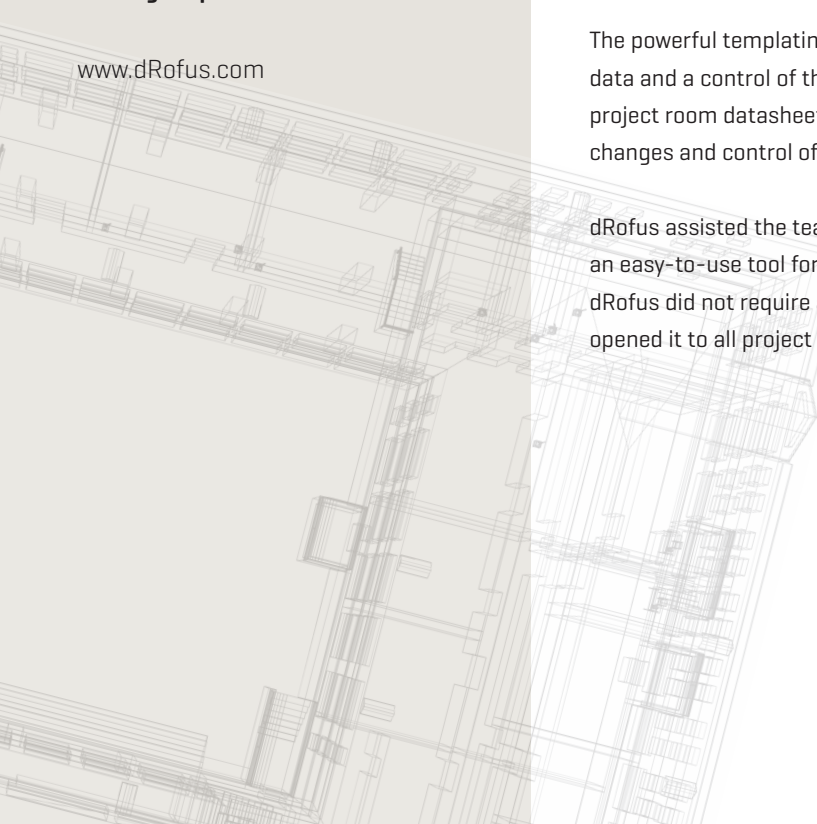 www.dRofus.com
The powerful templatin
data and a control of th
project room datasheet
changes and control of
dRofus assisted the tea
an easy-to-use tool for
dRofus did not require
opened it to all project